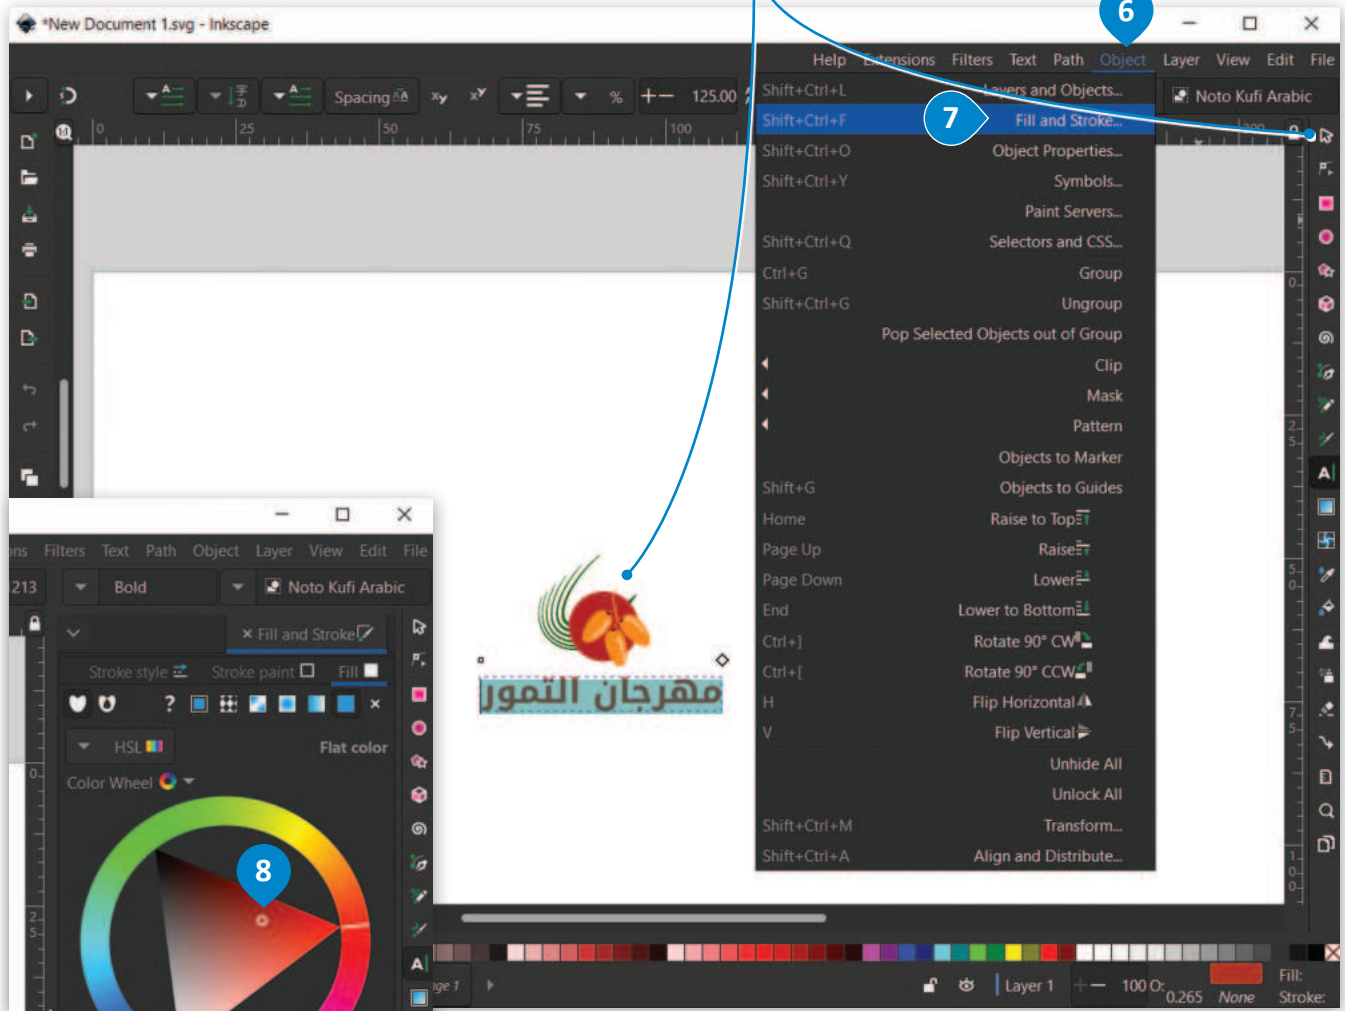 6
*New Document 1.svg - Inkscape
Help Extensions Filters Text Path Object Layer View Edit File
Spacing % 125.00 Noto Kufi Arabic
0 25 50 75 100 200
Shift+Ctrl+L Layers and Objects...
Shift+Ctrl+F 7 Fill and Stroke...
Shift+Ctrl+O Object Properties...
Shift+Ctrl+Y Symbols...
Paint Servers...
Shift+Ctrl+Q Selectors and CSS...
Ctrl+G Group
Shift+Ctrl+G Ungroup
Pop Selected Objects out of Group
Clip
Mask
Pattern
Objects to Marker
Shift+G Objects to Guides
Home Raise to Top
Page Up Raise
Page Down Lower
End Lower to Bottom
Ctrl+] Rotate 90° CW
Ctrl+[ Rotate 90° CCW
H Flip Horizontal
V Flip Vertical
Unhide All
Unlock All
Shift+Ctrl+M Transform...
Shift+Ctrl+A Align and Distribute...
مهرجان التمور
Filters Text Path Object Layer View Edit File
1213 Bold Noto Kufi Arabic
× Fill and Stroke
Stroke style Stroke paint Fill
HSL Flat color
Color Wheel
8
Layer 1 100 O: Fill:
0.265 None Stroke: